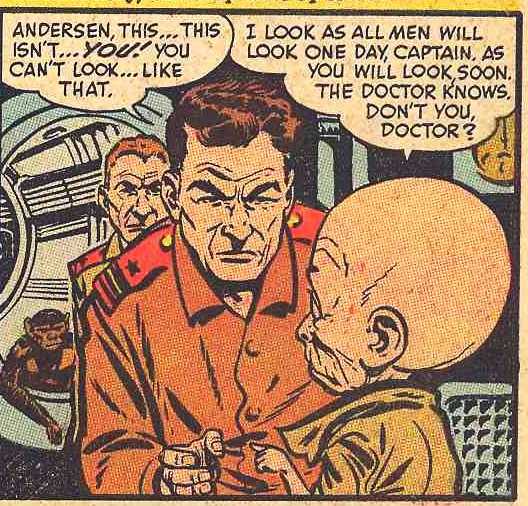 ANDERSEN, THIS... THIS
ISN'T... YOU! YOU
CAN'T LOOK... LIKE
THAT.
I LOOK AS ALL MEN WILL
LOOK ONE DAY, CAPTAIN. AS
YOU WILL LOOK, SOON.
THE DOCTOR KNOWS.
DON'T YOU,
DOCTOR?